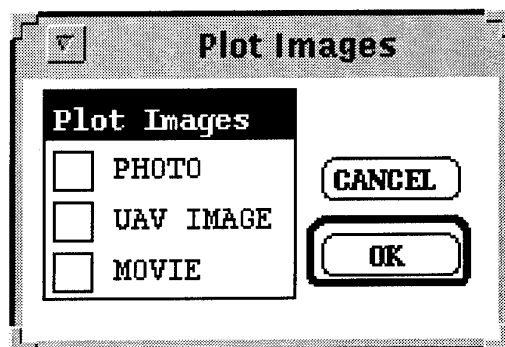 Plot Images
Plot Images
PHOTO
UAV IMAGE
MOVIE
CANCEL
OK